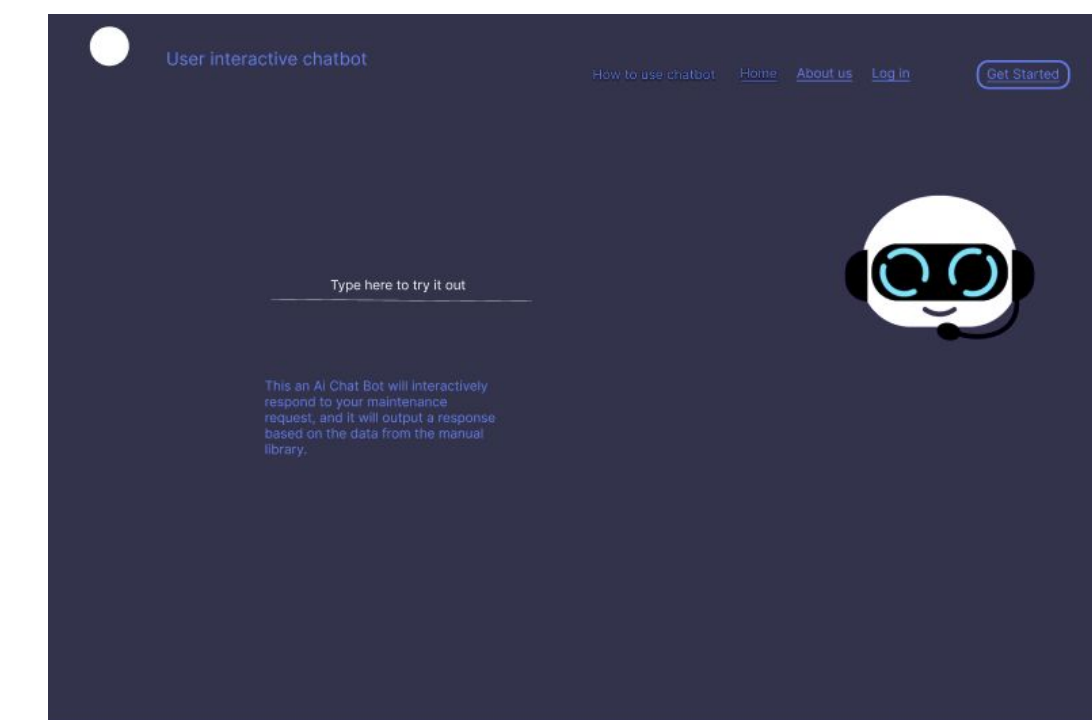 User interactive chatbot
How to use chatbot
Home
About us
Log in
Get Started
Type here to try it out
This an Ai Chat Bot will interactively
respond to your maintenance
request, and it will output a response
based on the data from the manual
library.